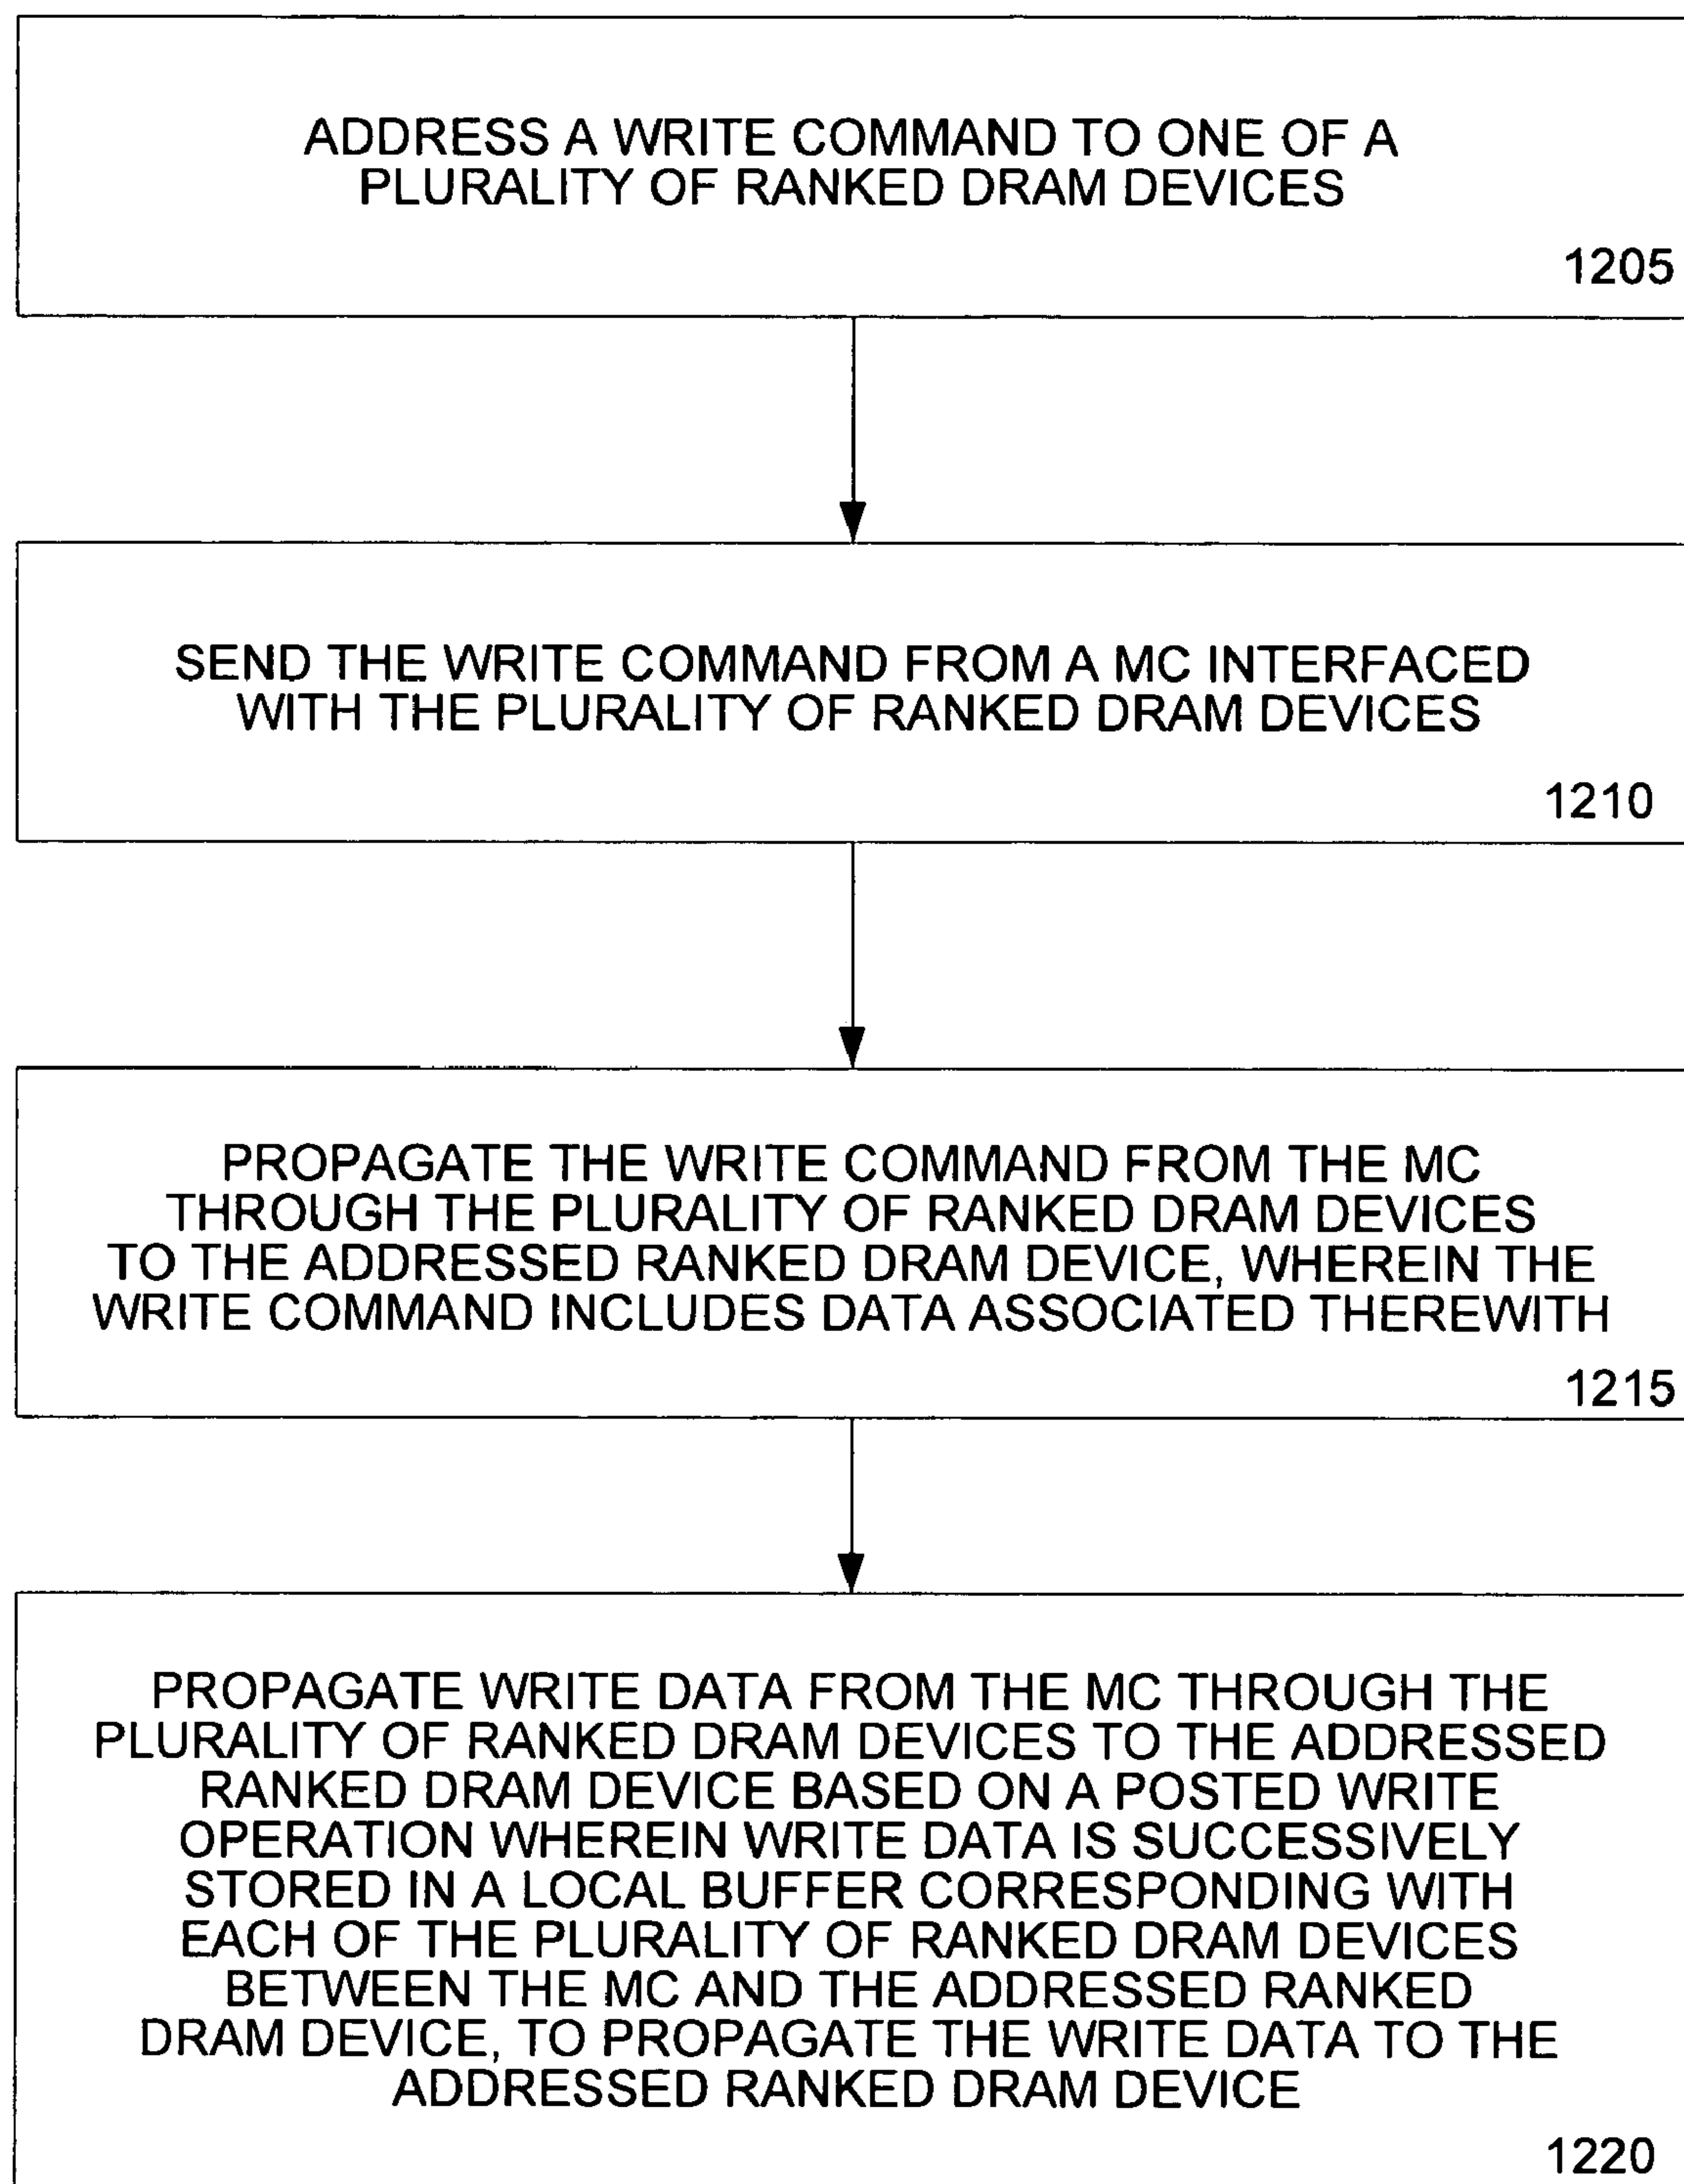 ADDRESS A WRITE COMMAND TO ONE OF A
PLURALITY OF RANKED DRAM DEVICES
1205
SEND THE WRITE COMMAND FROM A MC INTERFACED
WITH THE PLURALITY OF RANKED DRAM DEVICES
1210
PROPAGATE THE WRITE COMMAND FROM THE MC
THROUGH THE PLURALITY OF RANKED DRAM DEVICES
TO THE ADDRESSED RANKED DRAM DEVICE, WHEREIN THE
WRITE COMMAND INCLUDES DATA ASSOCIATED THEREWITH
1215
PROPAGATE WRITE DATA FROM THE MC THROUGH THE
PLURALITY OF RANKED DRAM DEVICES TO THE ADDRESSED
RANKED DRAM DEVICE BASED ON A POSTED WRITE
OPERATION WHEREIN WRITE DATA IS SUCCESSIVELY
STORED IN A LOCAL BUFFER CORRESPONDING WITH
EACH OF THE PLURALITY OF RANKED DRAM DEVICES
BETWEEN THE MC AND THE ADDRESSED RANKED
DRAM DEVICE, TO PROPAGATE THE WRITE DATA TO THE
ADDRESSED RANKED DRAM DEVICE
1220